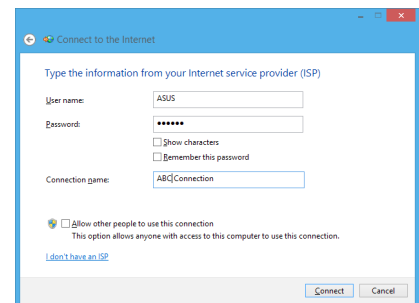 Connect to the Internet
Type the information from your Internet service provider (ISP)
User name:
ASUS
Password:
••••••
Show characters
Remember this password
Connection name:
ABC Connection
Allow other people to use this connection
This option allows anyone with access to this computer to use this connection.
I don't have an ISP
Connect
Cancel